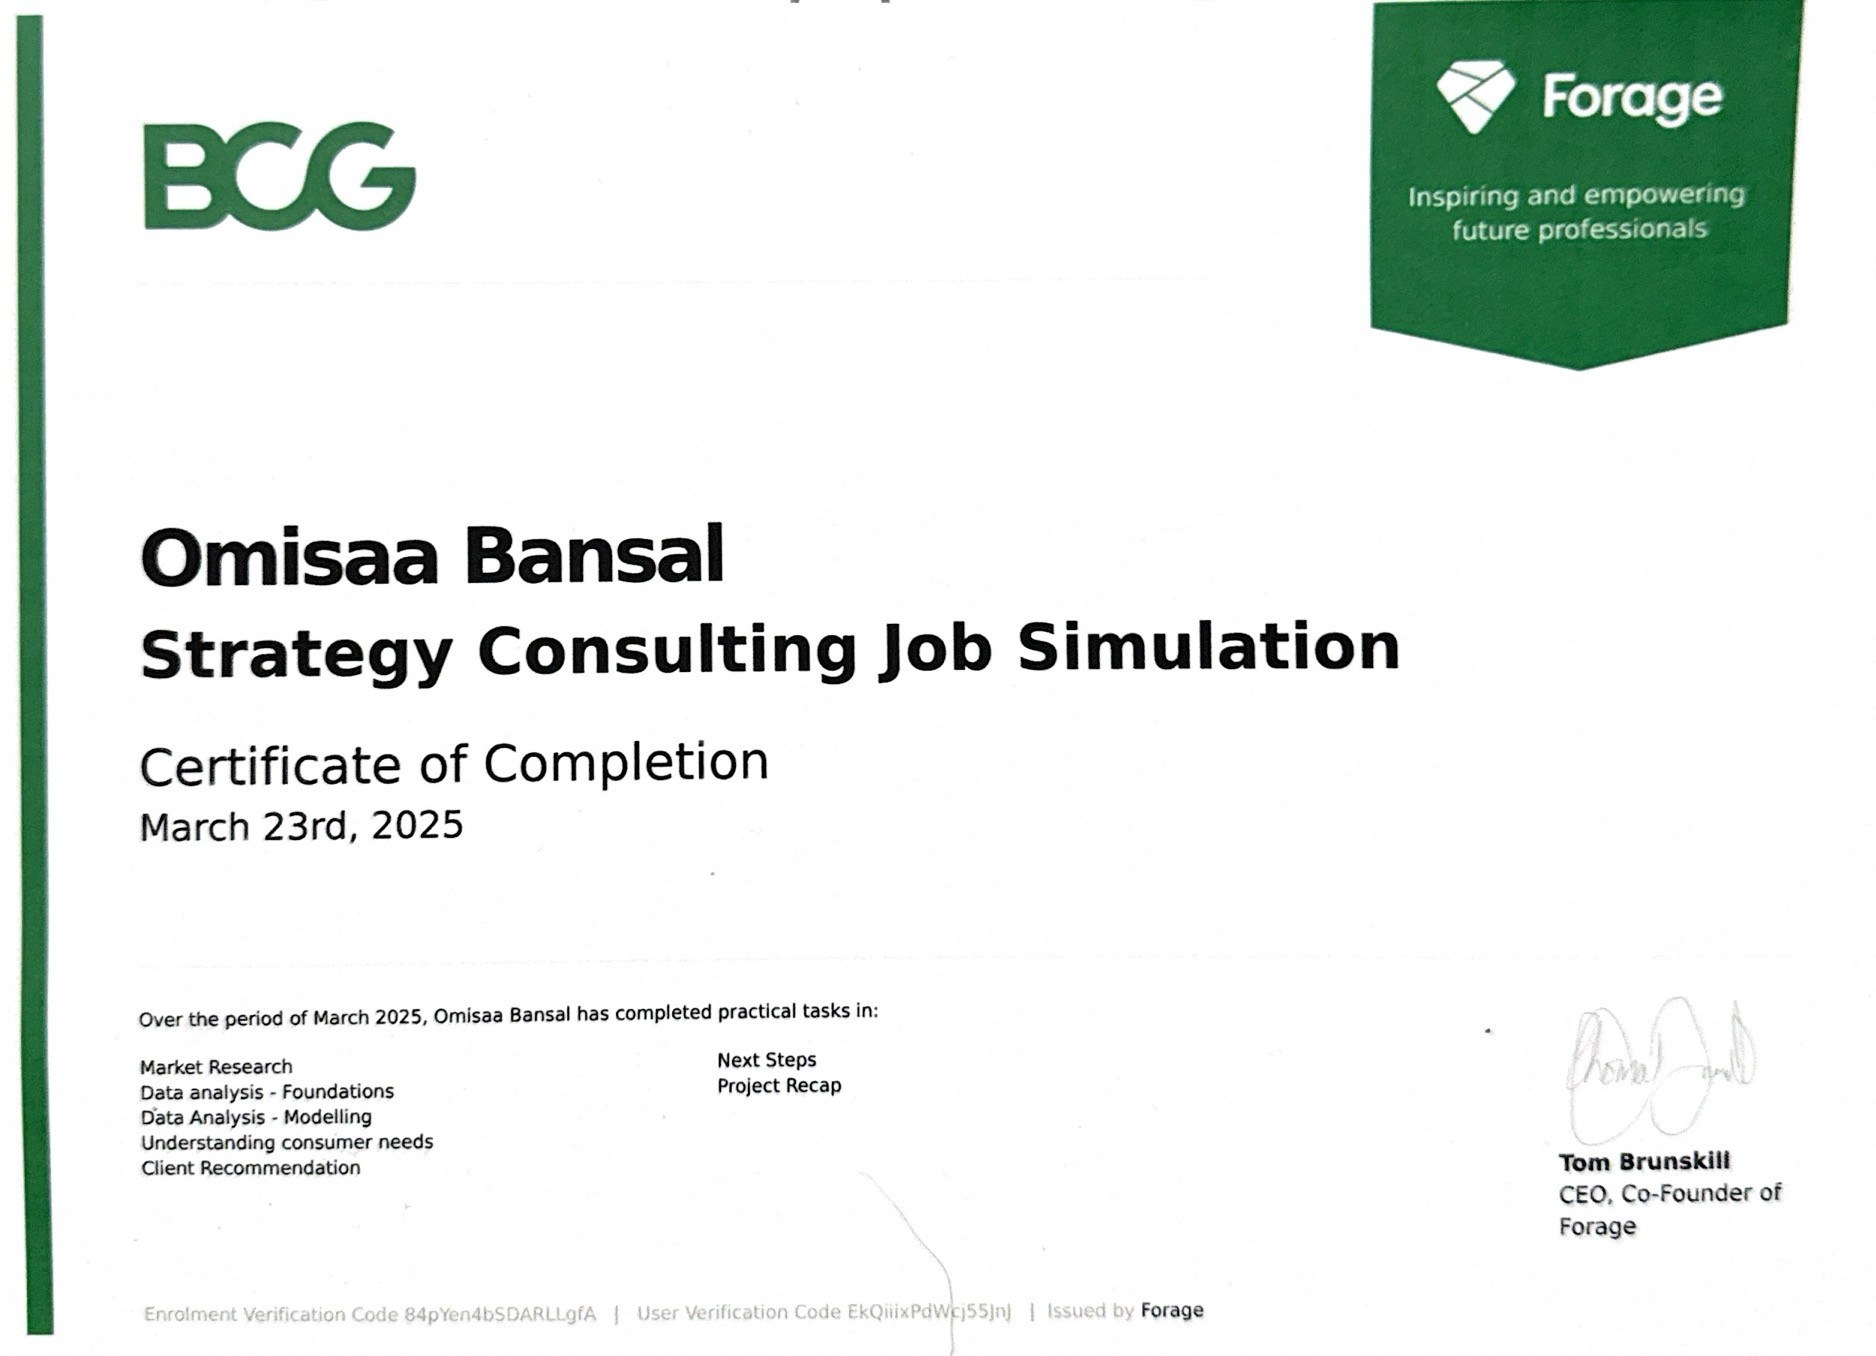 BCG
Forage
Inspiring and empowering
future professionals
Omisaa Bansal
Strategy Consulting Job Simulation
Certificate of Completion
March 23rd, 2025
Over the period of March 2025, Omisaa Bansal has completed practical tasks in:
Market Research
Data analysis - Foundations
Data Analysis - Modelling
Understanding consumer needs
Client Recommendation
Next Steps
Project Recap
Tom Brunskill
CEO, Co-Founder of
Forage
Enrolment Verification Code 84pYen4bSDARLLgfA | User Verification Code EkQiiixPdWcj55JnJ | Issued by Forage